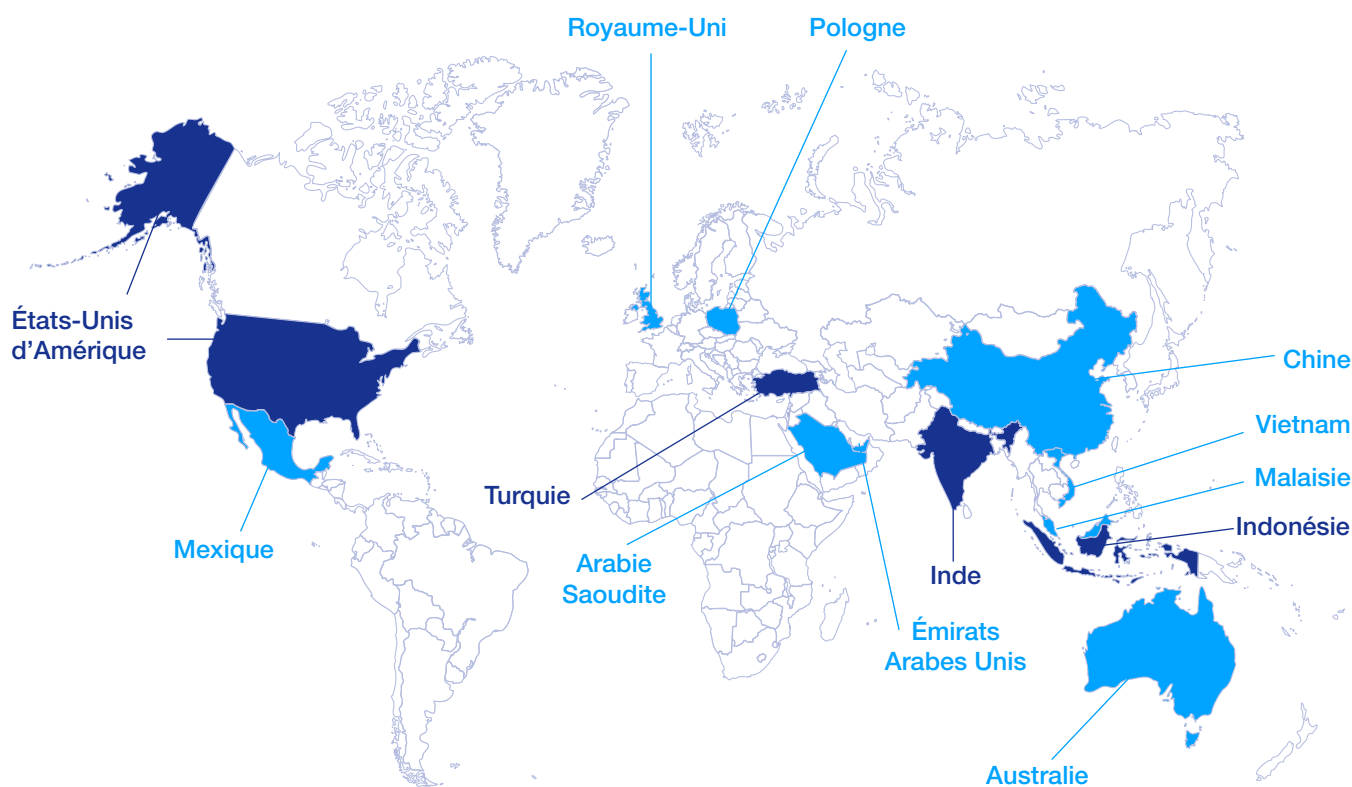 Royaume-Uni
Pologne
États-Unis
d’Amérique
Chine
Vietnam
Malaisie
Turquie
Indonésie
Mexique
Arabie
Saoudite
Inde
Émirats
Arabes Unis
Australie